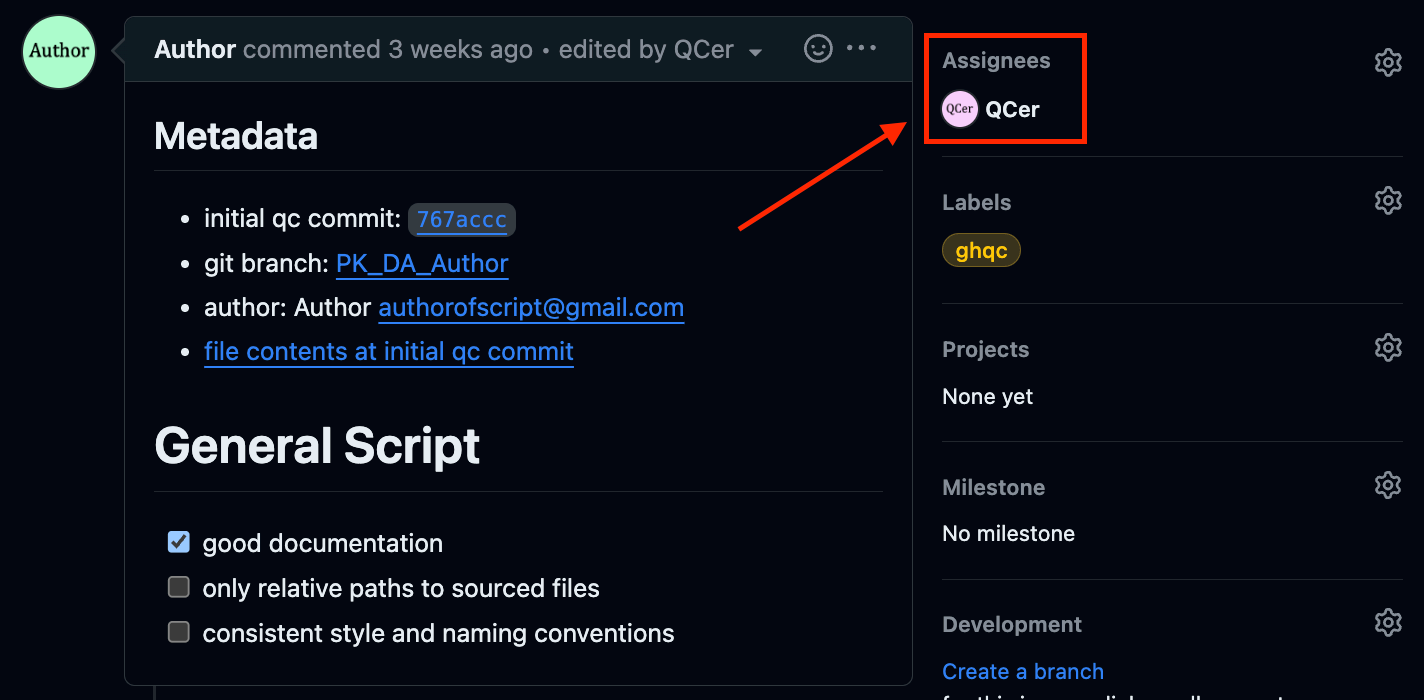 Author
Author commented 3 weeks ago • edited by QCer
Metadata
• initial qc commit: 767accc
• git branch: PK_DA_Author
• author: Author authorofscript@gmail.com
• file contents at initial qc commit
General Script
good documentation
only relative paths to sourced files
consistent style and naming conventions
Assignees
QCer QCer
Labels
ghqc
Projects
None yet
Milestone
No milestone
Development
Create a branch